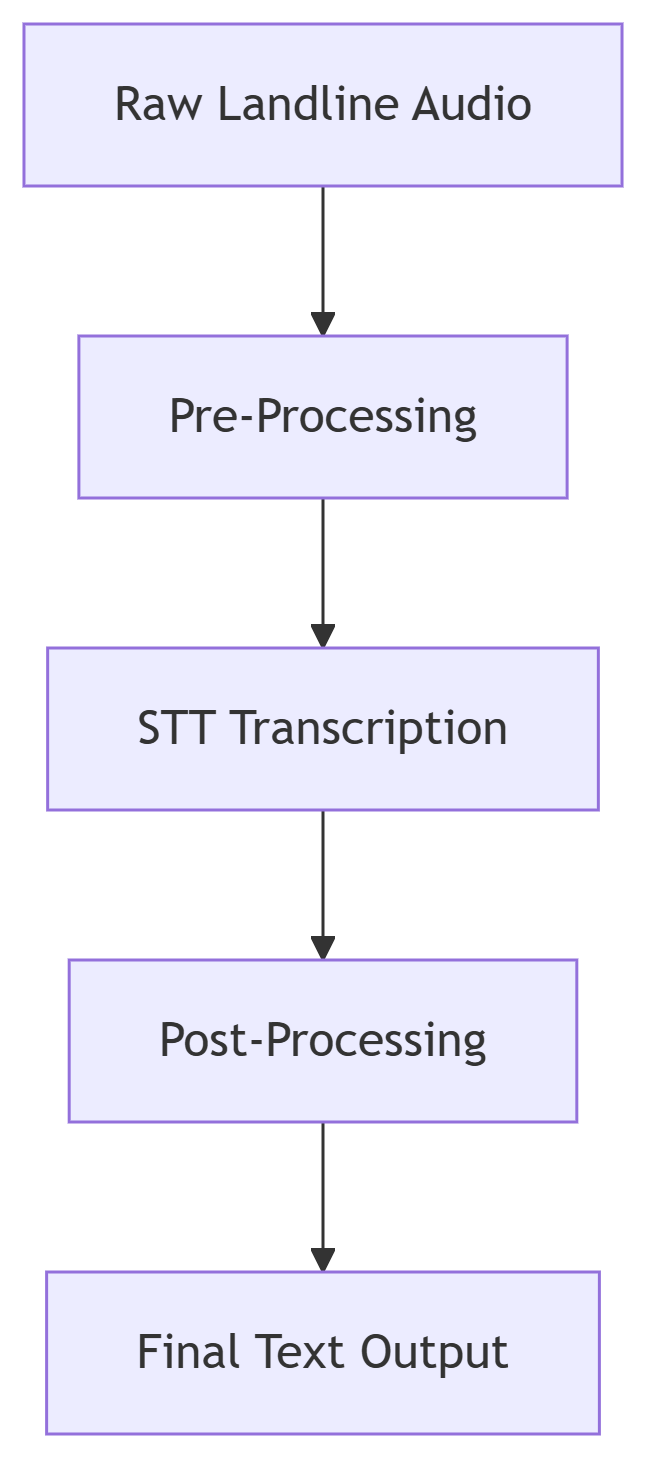 Raw Landline Audio
Pre-Processing
STT Transcription
Post-Processing
Final Text Output